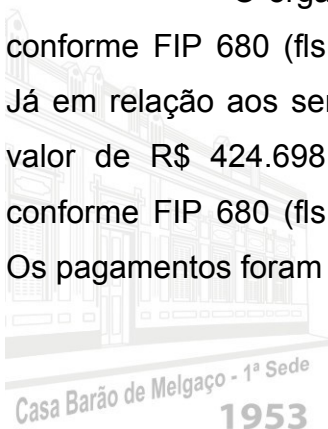 conforme FIP 680 (fls
Já em relação aos ser
valor de R$ 424.698
conforme FIP 680 (fls
Os pagamentos foram
Casa Barão de Melgaço - 1ª Sede
1953